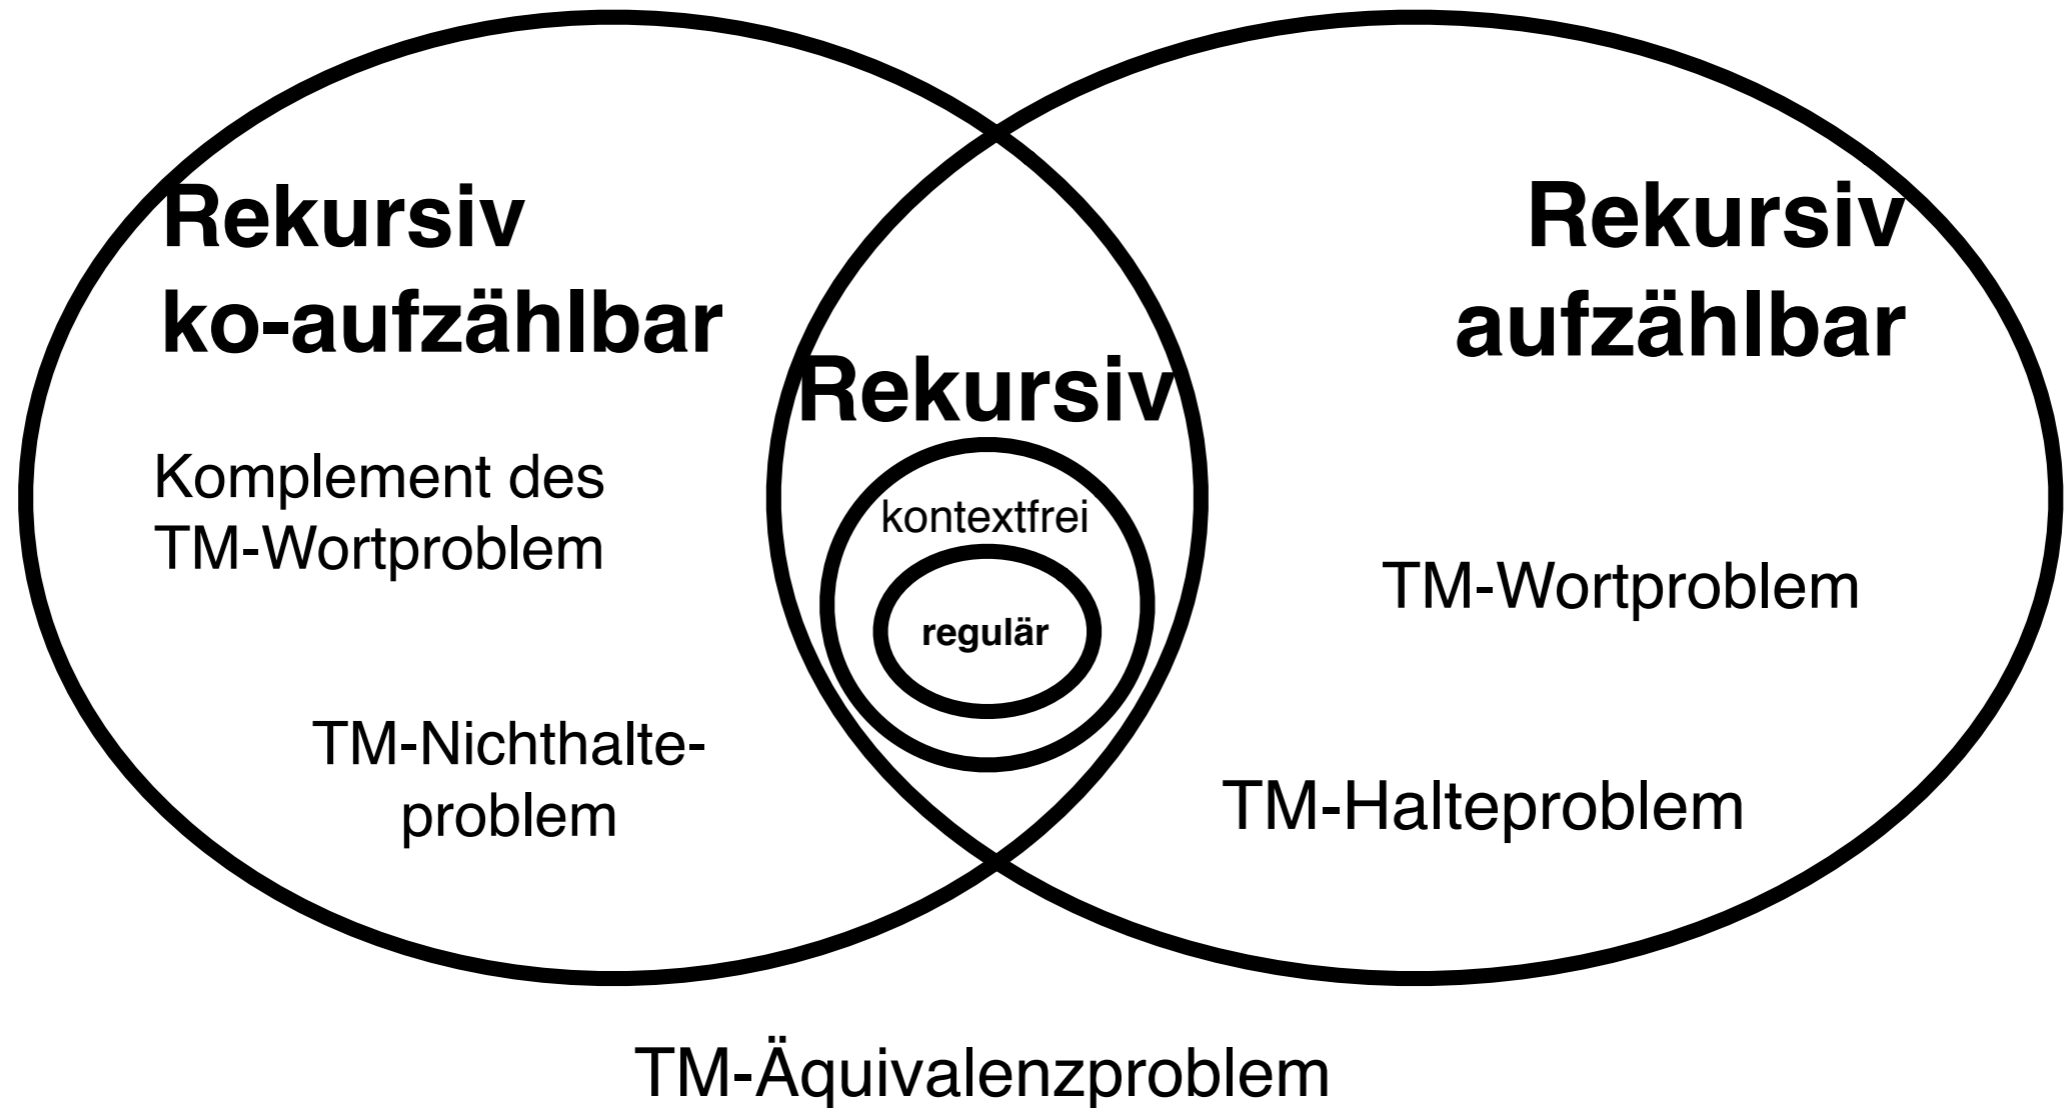 Rekursiv
ko-aufzählbar
Rekursiv
aufzählbar
Rekursiv
Komplement des
TM-Wortproblem
kontextfrei
regulär
TM-Wortproblem
TM-Nichthalte-
problem
TM-Halteproblem
TM-Äquivalenzproblem